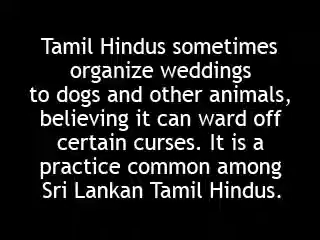 Tamil Hindus sometimes
organize weddings
to dogs and other animals,
believing it can ward off
certain curses. It is a
practice common among
Sri Lankan Tamil Hindus.